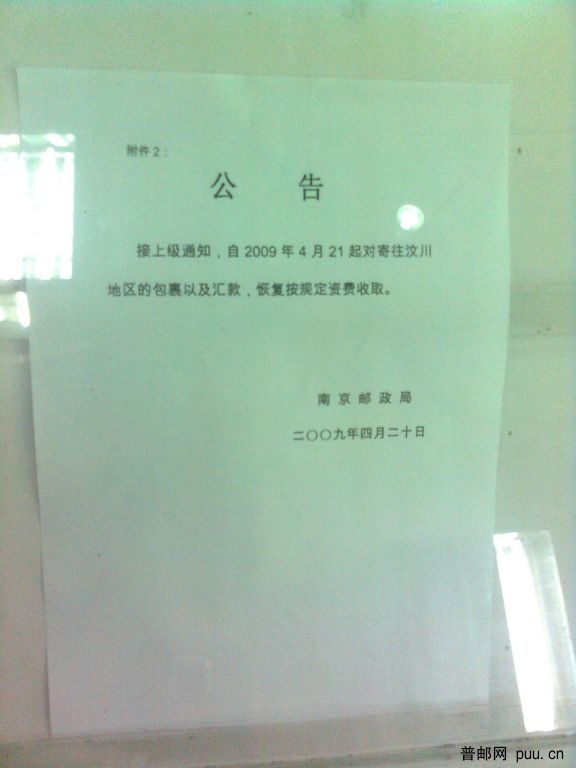 附件2：
公 告
接上级通知，自2009年4月21起对寄往汶川
地区的包裹以及汇款，恢复按规定资费收取。
南京邮政局
二〇〇九年四月二十日
普邮网 puu.cn